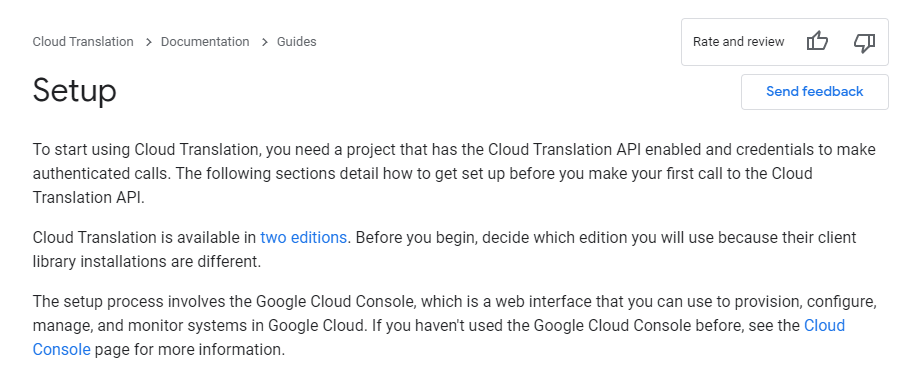 Cloud Translation > Documentation > Guides
Rate and review
Setup
Send feedback
To start using Cloud Translation, you need a project that has the Cloud Translation API enabled and credentials to make
authenticated calls. The following sections detail how to get set up before you make your first call to the Cloud
Translation API.
Cloud Translation is available in two editions. Before you begin, decide which edition you will use because their client
library installations are different.
The setup process involves the Google Cloud Console, which is a web interface that you can use to provision, configure,
manage, and monitor systems in Google Cloud. If you haven't used the Google Cloud Console before, see the Cloud
Console page for more information.